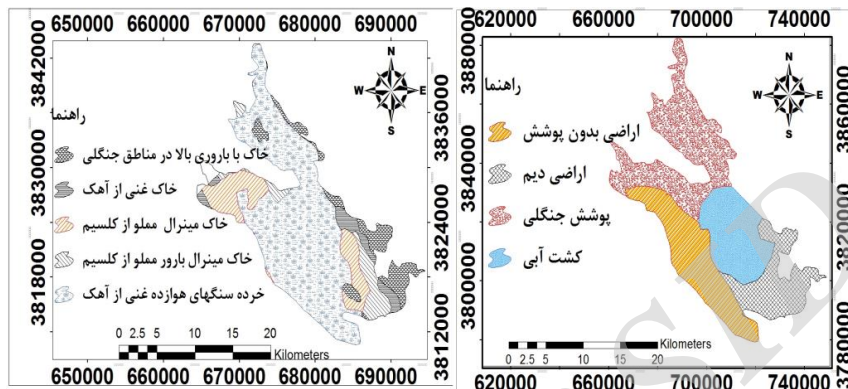 650000 660000 670000 680000 690000
3842000
3836000
3830000
3824000
3818000
3812000
N
W E
S
راهنما
خاک با باروری بالا در مناطق جنگلی
خاک غنی از آهک
خاک مینرال مملو از کلسیم
خاک مینرال بارور مملو از کلسیم
خرده سنگهای هوازده غنی از آهک
0 2.5 5 10 15 20
Kilometers
650000 660000 670000 680000 690000
620000 660000 700000 740000
3880000
3860000
3840000
3820000
3800000
3780000
N
W E
S
راهنما
اراضی بدون پوشش
اراضی دیم
پوشش جنگلی
کشت آبی
0 2.5 5 10 15 20
Kilometers
620000 660000 700000 740000